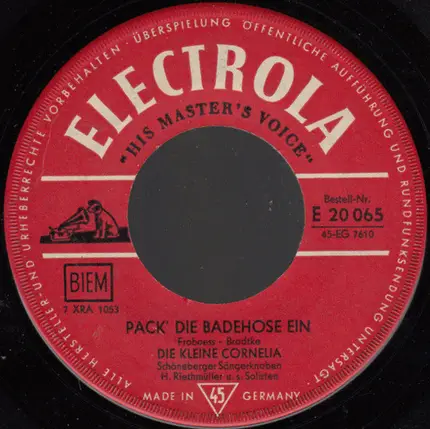 ALLE HERSTELLER- UND URHEBERRECHTE VORBEHALTEN · ÜBERSPIELUNG ÖFFENTLICHE AUFFÜHRUNG UND RUNDFUNKSENDUNG UNTERSAGT
ELECTROLA
"HIS MASTER'S VOICE"
Bestell-Nr.
E 20 065
45-EG 7610
BIEM
7 XRA 1053
PACK' DIE BADEHOSE EIN
Froboess - Bradtke
DIE KLEINE CORNELIA
Schöneberger Sängerknaben
H. Riethmüller u. s. Solisten
MADE IN 45 GERMANY